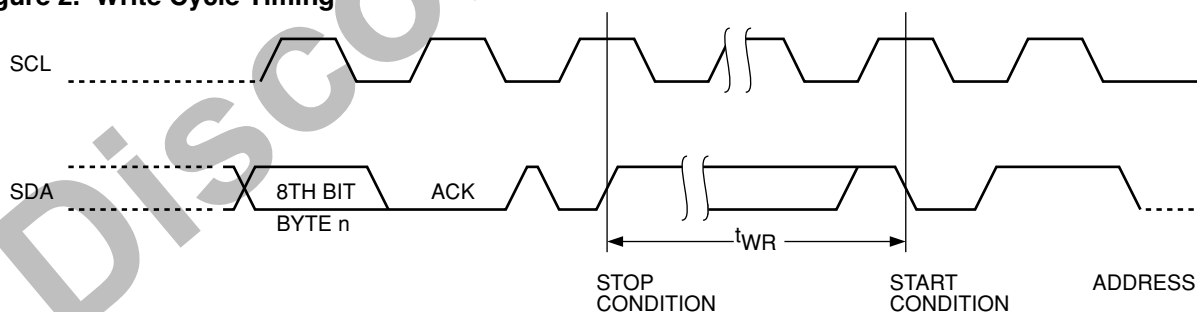 Figure 2. Write Cycle Timing
SCL
SDA
8TH BIT
ACK
BYTE n
tWR
STOP
CONDITION
START
CONDITION
ADDRESS
Disco